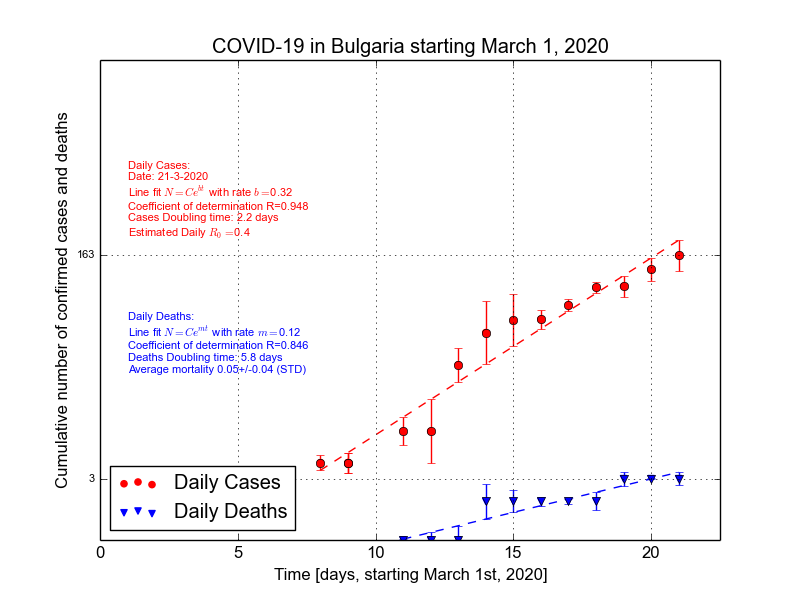 COVID-19 in Bulgaria starting March 1, 2020
Cumulative number of confirmed cases and deaths
163
3
Daily Cases:
Date: 21-3-2020
Line fit N = Ce^{bt} with rate b =0.32
Coefficient of determination R=0.948
Cases Doubling time: 2.2 days
Estimated Daily R_0 =0.4
Daily Deaths:
Line fit N = Ce^{mt} with rate m =0.12
Coefficient of determination R=0.846
Deaths Doubling time: 5.8 days
Average mortality 0.05+/-0.04 (STD)
Daily Cases
Daily Deaths
0 5 10 15 20
Time [days, starting March 1st, 2020]